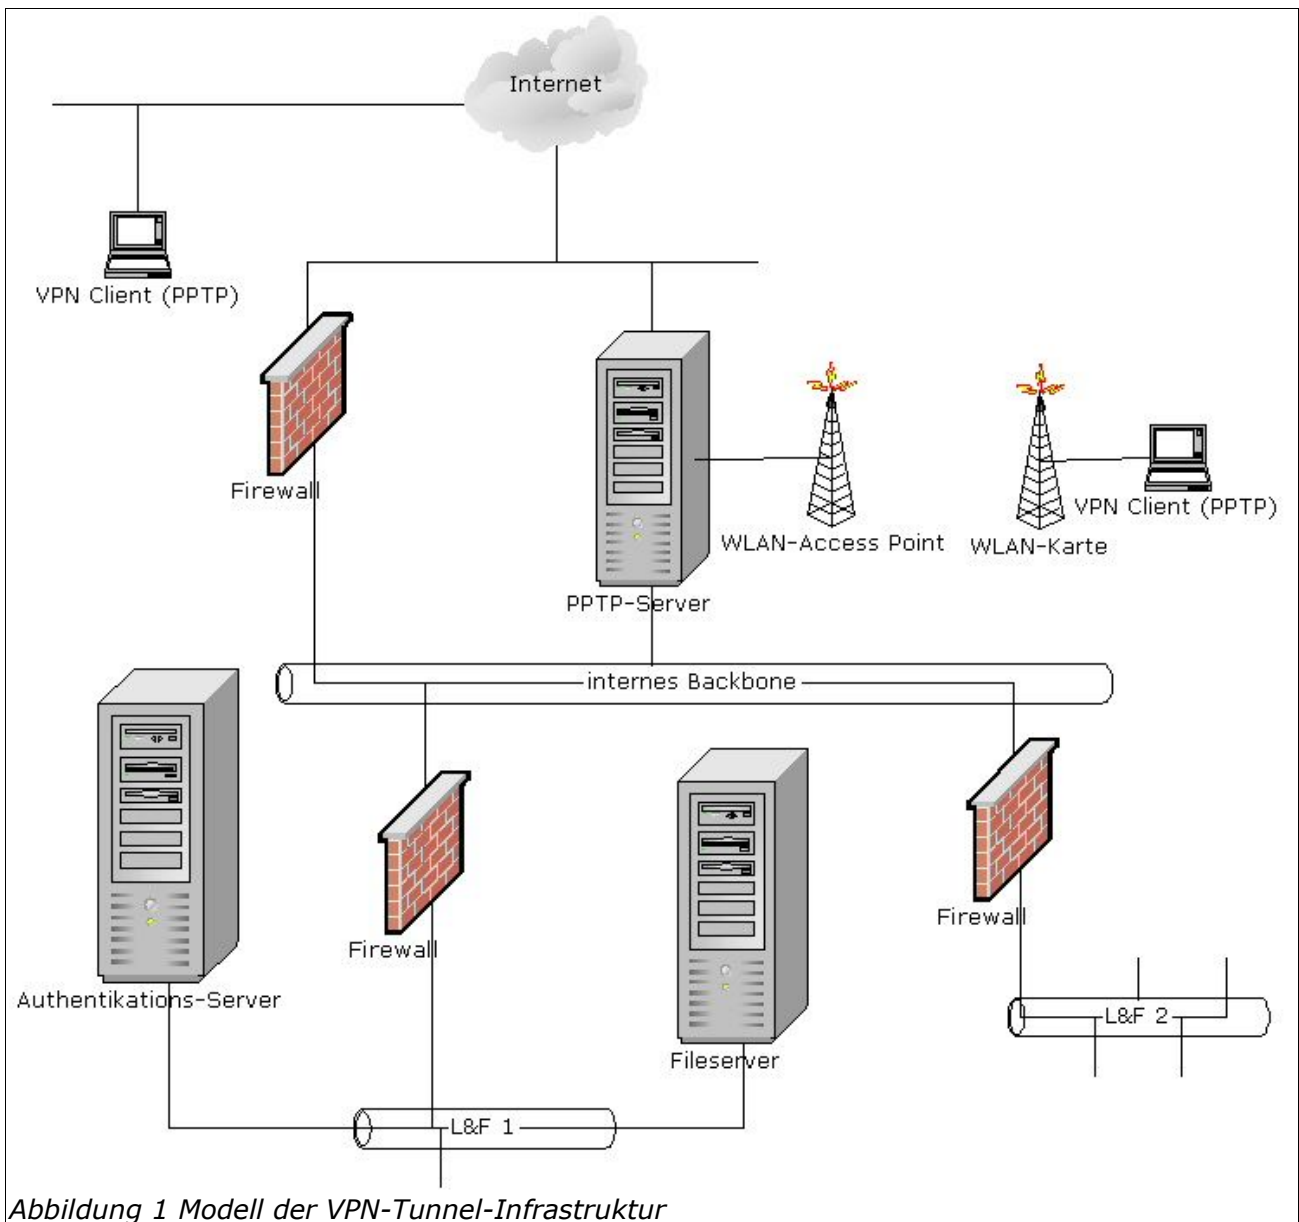 Internet
VPN Client (PPTP)
Firewall
WLAN-Access Point
WLAN-Karte
VPN Client (PPTP)
PPTP-Server
internes Backbone
Authentikations-Server
Firewall
Fileserver
Firewall
L&F 2
L&F 1
Abbildung 1 Modell der VPN-Tunnel-Infrastruktur